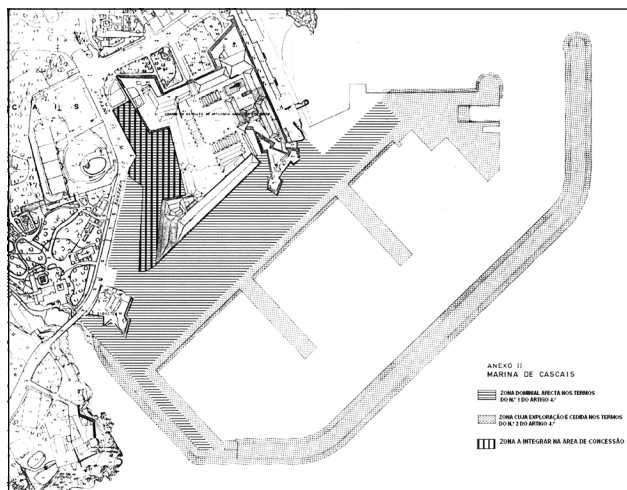 C A I S
ANEXO II
MARINA DE CASCAIS
ZONA DOMINIAL AFECTA NOS TERMOS
DO N.º 1 DO ARTIGO 4.º
ZONA CUJA EXPLORAÇÃO É CEDIDA NOS TERMOS
DO N.º 2 DO ARTIGO 4.º
ZONA A INTEGRAR NA ÁREA DE CONCESSÃO